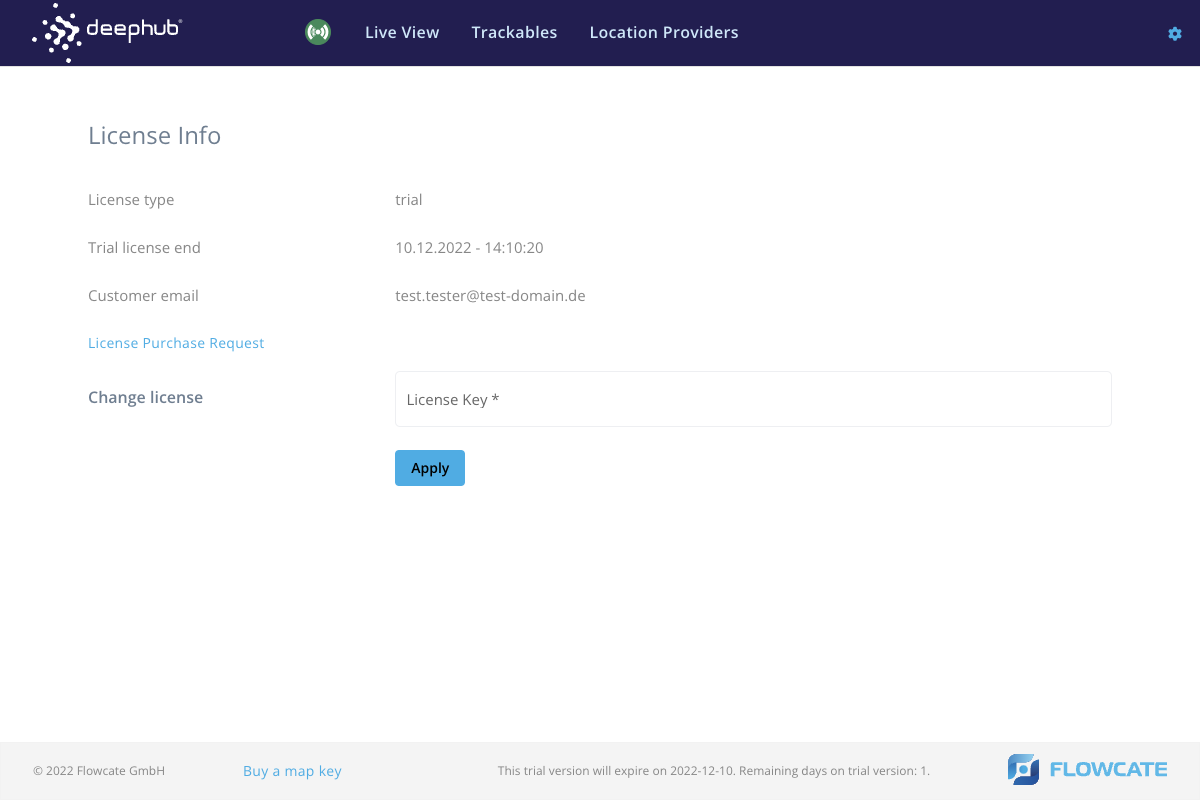 deephub®
Live View
Trackables
Location Providers
License Info
License type
trial
Trial license end
10.12.2022 - 14:10:20
Customer email
test.tester@test-domain.de
License Purchase Request
Change license
License Key *
Apply
© 2022 Flowcate GmbH
Buy a map key
This trial version will expire on 2022-12-10. Remaining days on trial version: 1.
FLOWCATE